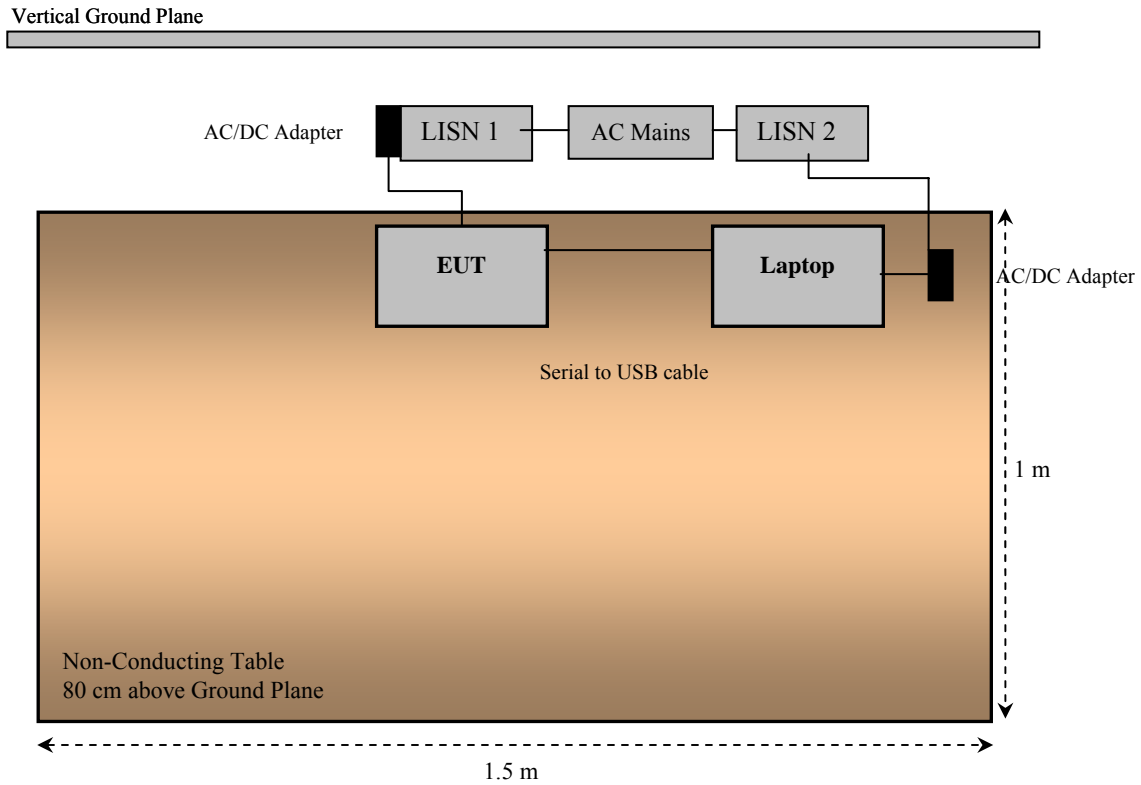 Vertical Ground Plane
AC/DC Adapter
LISN 1
AC Mains
LISN 2
EUT
Laptop
AC/DC Adapter
Serial to USB cable
1 m
Non-Conducting Table
80 cm above Ground Plane
1.5 m